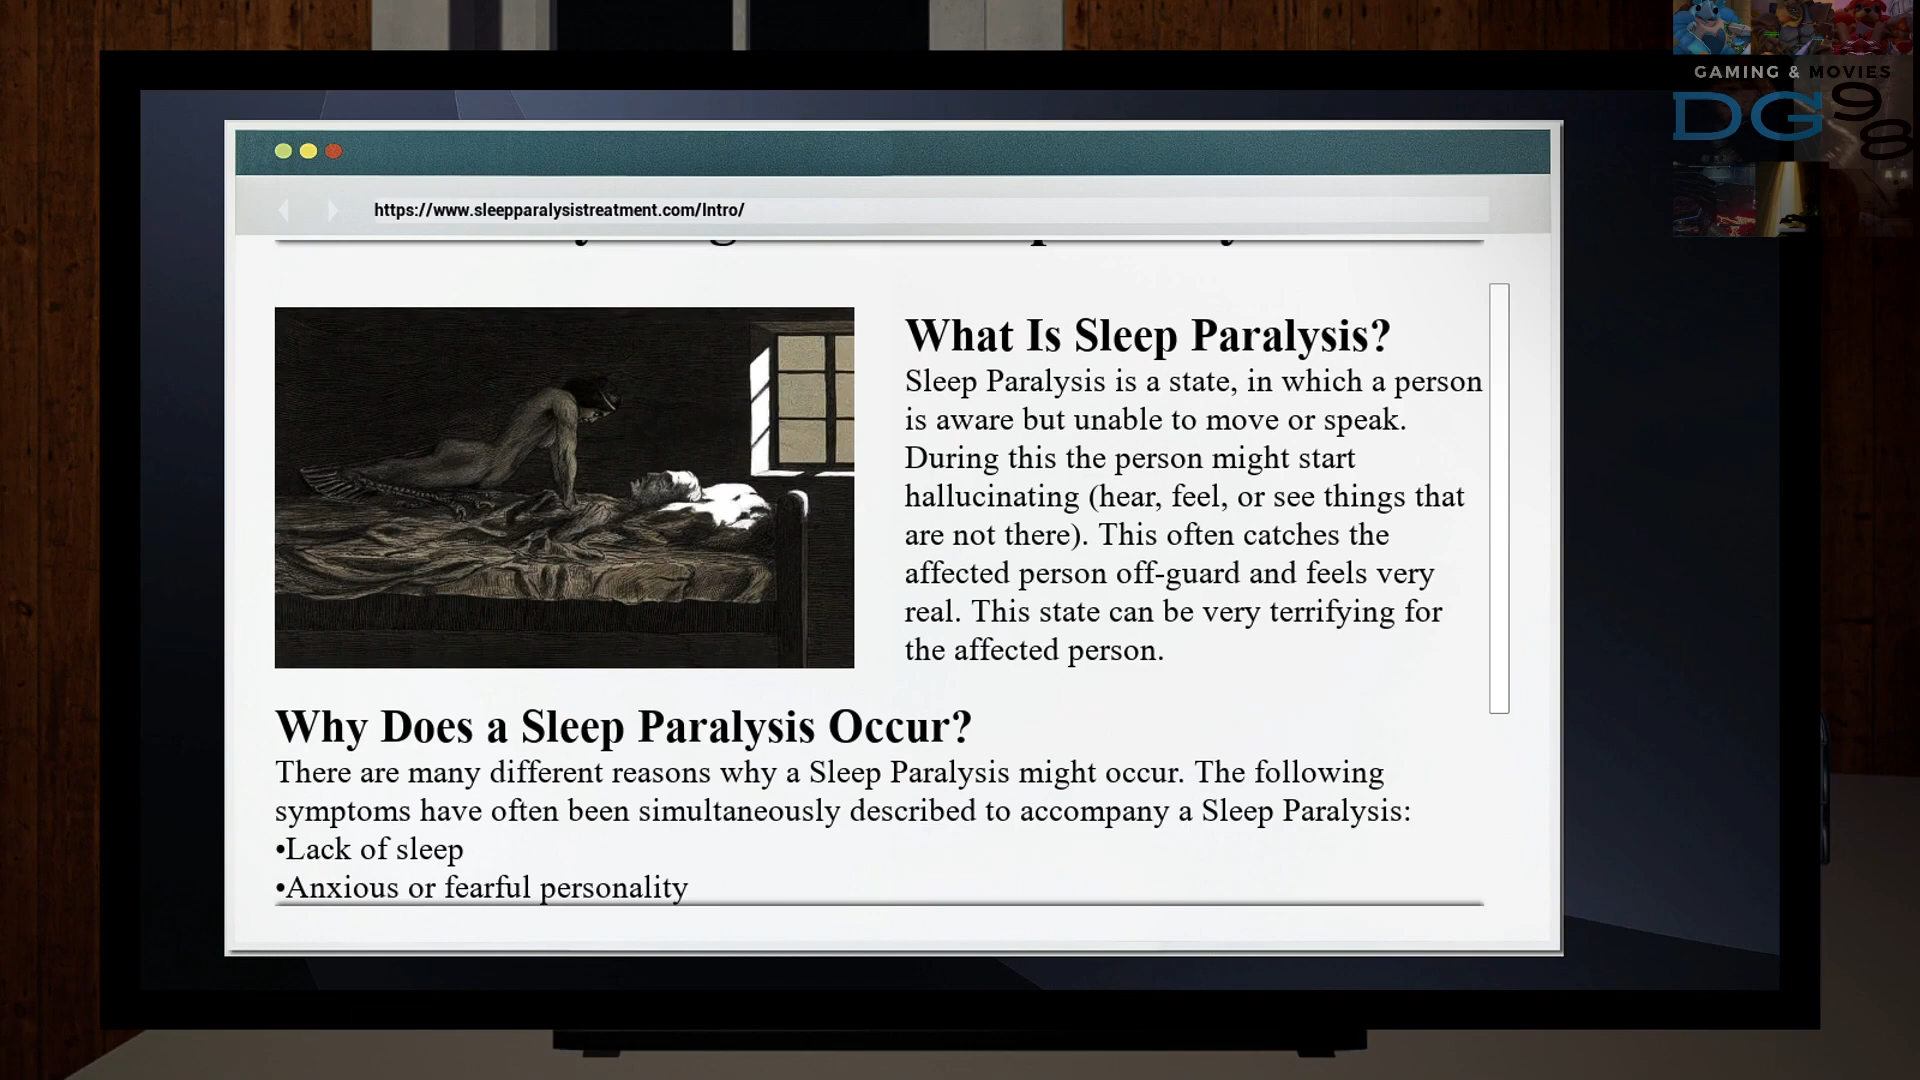 GAMING & MOVIES
DG98
https://www.sleepparalysistreatment.com/Intro/
What Is Sleep Paralysis?
Sleep Paralysis is a state, in which a person
is aware but unable to move or speak.
During this the person might start
hallucinating (hear, feel, or see things that
are not there). This often catches the
affected person off-guard and feels very
real. This state can be very terrifying for
the affected person.
Why Does a Sleep Paralysis Occur?
There are many different reasons why a Sleep Paralysis might occur. The following
symptoms have often been simultaneously described to accompany a Sleep Paralysis:
•Lack of sleep
•Anxious or fearful personality